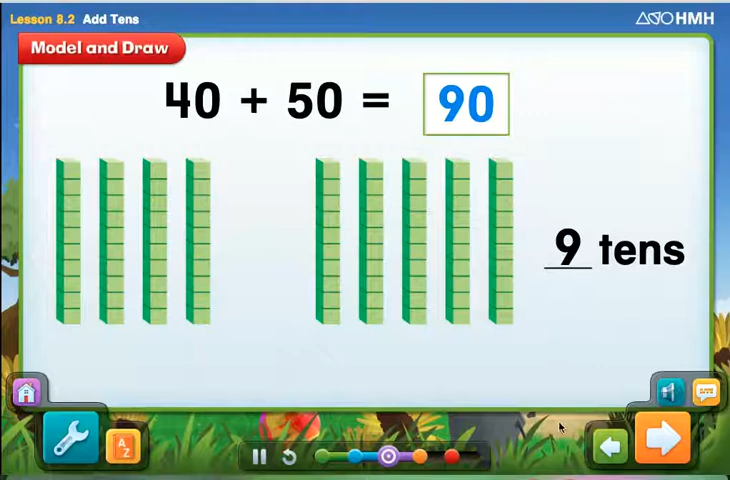 Lesson 8.2 Add Tens
HMH
Model and Draw
40 + 50 = 90
9 tens
A
Z